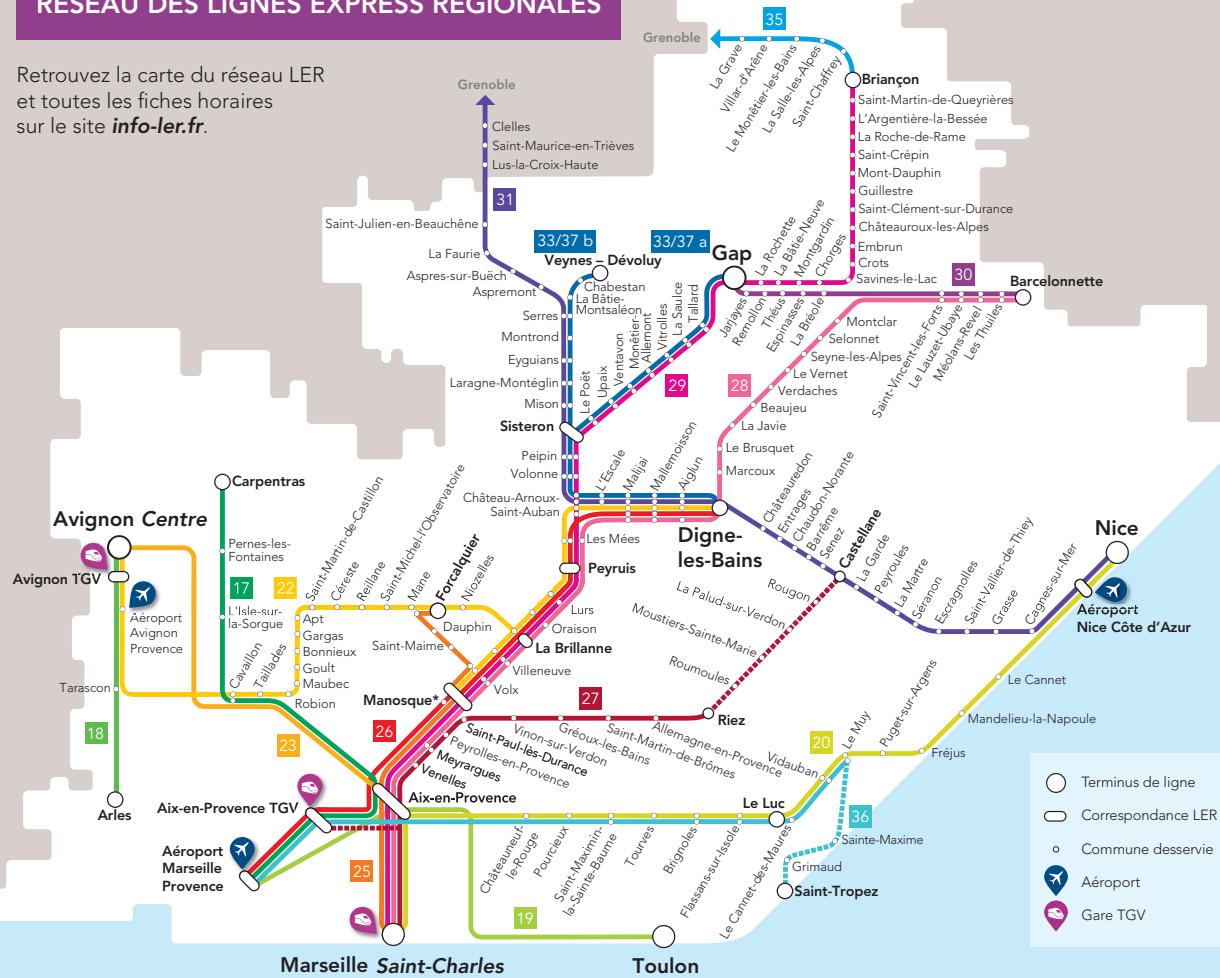 RÉSEAU DES LIGNES EXPRESS RÉGIONALES
Retrouvez la carte du réseau LER
et toutes les fiches horaires
sur le site info-ler.fr.
35
Grenoble
La Grave
Villar-d'Arêne
Le Monêtier-les-Bains
La Salle-les-Alpes
Saint-Chaffrey
Briançon
Saint-Martin-de-Queyrières
L'Argentière-la-Bessée
La Roche-de-Rame
Saint-Crépin
Mont-Dauphin
Guillestre
Saint-Clément-sur-Durance
Châteauroux-les-Alpes
Embrun
Crots
Savines-le-Lac
Grenoble
Clelles
Saint-Maurice-en-Trièves
Lus-la-Croix-Haute
31
Saint-Julien-en-Beauchêne
La Faurie
Aspres-sur-Buëch
Aspremont
Serres
Montrond
Eyguians
Laragne-Montéglin
Mison
Sisteron
Peipin
Volonne
Château-Arnoux-
Saint-Auban
33/37 b
Veynes – Dévoluy
Chabestan
La Bâtie-
Montsaléon
33/37 a
Gap
La Rochette
La Bâtie-Neuve
Montgardin
Chorges
30
Barcelonnette
Jarjayes
Remollon
Théus
Espinasses
La Bréole
Saint-Vincent-les-Forts
Le Lauzet-Ubaye
Méolans-Revel
Les Thuiles
Le Poët
Upaix
Ventavon
Monêtier-
Allemont
Vitrolles
La Saulce
Tallard
29
28
Montclar
Selonnet
Seyne-les-Alpes
Le Vernet
Verdaches
Beaujeu
La Javie
Le Brusquet
Marcoux
L'Escale
Malijai
Mallemoisson
Aiglun
Digne-
les-Bains
Les Mées
Peyruis
Lurs
Oraison
La Brillanne
Villeneuve
Volx
Manosque*
Châteauredon
Entrages
Chaudon-Norante
Barrême
Senez
Castellane
La Garde
Peyroules
La Martre
Séranon
Escragnolles
Saint-Vallier-de-Thiey
Grasse
Cagnes-sur-Mer
Nice
Aéroport
Nice Côte d'Azur
Rougon
La Palud-sur-Verdon
Moustiers-Sainte-Marie
Roumoules
Riez
27
Saint-Paul-lès-Durance
Vinon-sur-Verdon
Gréoux-les-Bains
Saint-Martin-de-Brômes
Allemagne-en-Provence
Peyrolles-en-Provence
Meyrargues
Venelles
Aix-en-Provence
Carpentras
Pernes-les-
Fontaines
17
L'Isle-sur-
la-Sorgue
Avignon Centre
Avignon TGV
Aéroport
Avignon
Provence
Tarascon
18
Arles
22
Saint-Martin-de-Castillon
Céreste
Reillane
Saint-Michel-l'Observatoire
Mane
Forcalquier
Niozelles
Dauphin
Saint-Maime
Apt
Gargas
Bonnieux
Goult
Maubec
Robion
Cavaillon
Taillades
23
26
Aix-en-Provence TGV
Aéroport
Marseille
Provence
25
Marseille Saint-Charles
19
Toulon
Châteauneuf-
le-Rouge
Pourcieux
Saint-Maximin-
la-Sainte-Baume
Tourves
Brignoles
Flassans-sur-Issole
Le Cannet-des-Maures
Le Luc
Vidauban
20
Le Muy
Puget-sur-Argens
Fréjus
Mandelieu-la-Napoule
Le Cannet
36
Sainte-Maxime
Grimaud
Saint-Tropez
Terminus de ligne
Correspondance LER
Commune desservie
Aéroport
Gare TGV